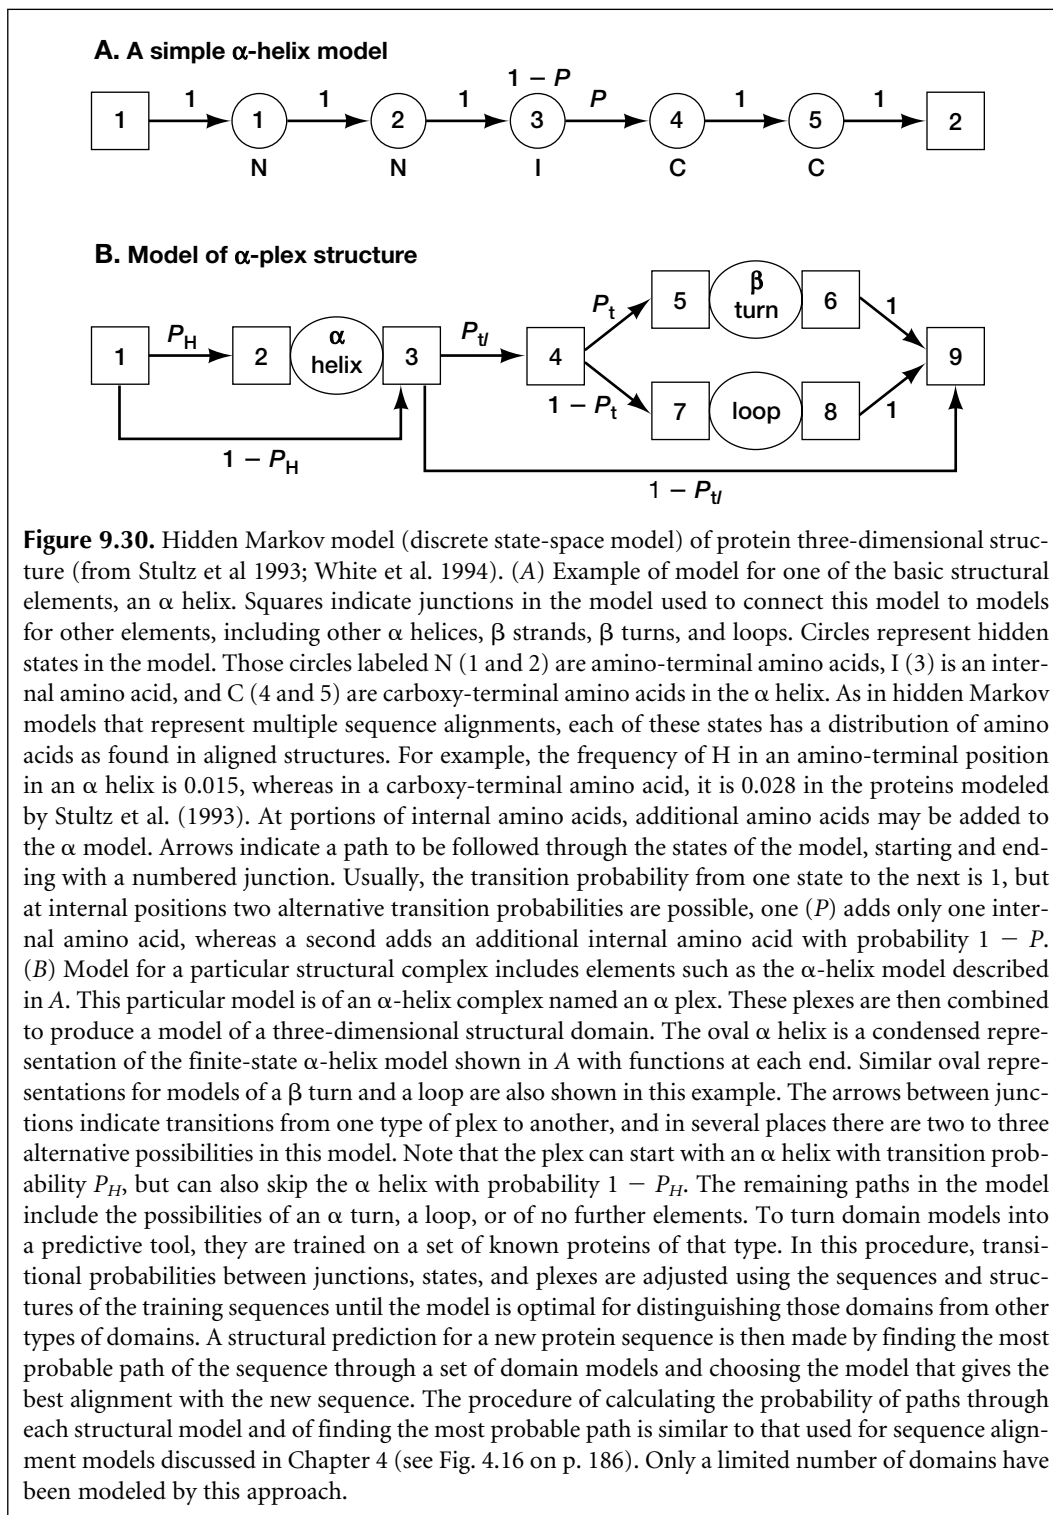 A. A simple α-helix model
1 – P
1 1 1 P 1 1
1 1 2 3 4 5 2
N N I C C
B. Model of α-plex structure
5 β turn 6
Pt 1
PH Ptl
1 2 α helix 3 4 9
1 – Pt 1
7 loop 8
1 – PH
1 – Ptl
Figure 9.30. Hidden Markov model (discrete state-space model) of protein three-dimensional struc-
ture (from Stultz et al 1993; White et al. 1994). (A) Example of model for one of the basic structural
elements, an α helix. Squares indicate junctions in the model used to connect this model to models
for other elements, including other α helices, β strands, β turns, and loops. Circles represent hidden
states in the model. Those circles labeled N (1 and 2) are amino-terminal amino acids, I (3) is an inter-
nal amino acid, and C (4 and 5) are carboxy-terminal amino acids in the α helix. As in hidden Markov
models that represent multiple sequence alignments, each of these states has a distribution of amino
acids as found in aligned structures. For example, the frequency of H in an amino-terminal position
in an α helix is 0.015, whereas in a carboxy-terminal amino acid, it is 0.028 in the proteins modeled
by Stultz et al. (1993). At portions of internal amino acids, additional amino acids may be added to
the α model. Arrows indicate a path to be followed through the states of the model, starting and end-
ing with a numbered junction. Usually, the transition probability from one state to the next is 1, but
at internal positions two alternative transition probabilities are possible, one (P) adds only one inter-
nal amino acid, whereas a second adds an additional internal amino acid with probability 1 – P.
(B) Model for a particular structural complex includes elements such as the α-helix model described
in A. This particular model is of an α-helix complex named an α plex. These plexes are then combined
to produce a model of a three-dimensional structural domain. The oval α helix is a condensed repre-
sentation of the finite-state α-helix model shown in A with functions at each end. Similar oval repre-
sentations for models of a β turn and a loop are also shown in this example. The arrows between junc-
tions indicate transitions from one type of plex to another, and in several places there are two to three
alternative possibilities in this model. Note that the plex can start with an α helix with transition prob-
ability PH, but can also skip the α helix with probability 1 – PH. The remaining paths in the model
include the possibilities of an α turn, a loop, or of no further elements. To turn domain models into
a predictive tool, they are trained on a set of known proteins of that type. In this procedure, transi-
tional probabilities between junctions, states, and plexes are adjusted using the sequences and struc-
tures of the training sequences until the model is optimal for distinguishing those domains from other
types of domains. A structural prediction for a new protein sequence is then made by finding the most
probable path of the sequence through a set of domain models and choosing the model that gives the
best alignment with the new sequence. The procedure of calculating the probability of paths through
each structural model and of finding the most probable path is similar to that used for sequence align-
ment models discussed in Chapter 4 (see Fig. 4.16 on p. 186). Only a limited number of domains have
been modeled by this approach.